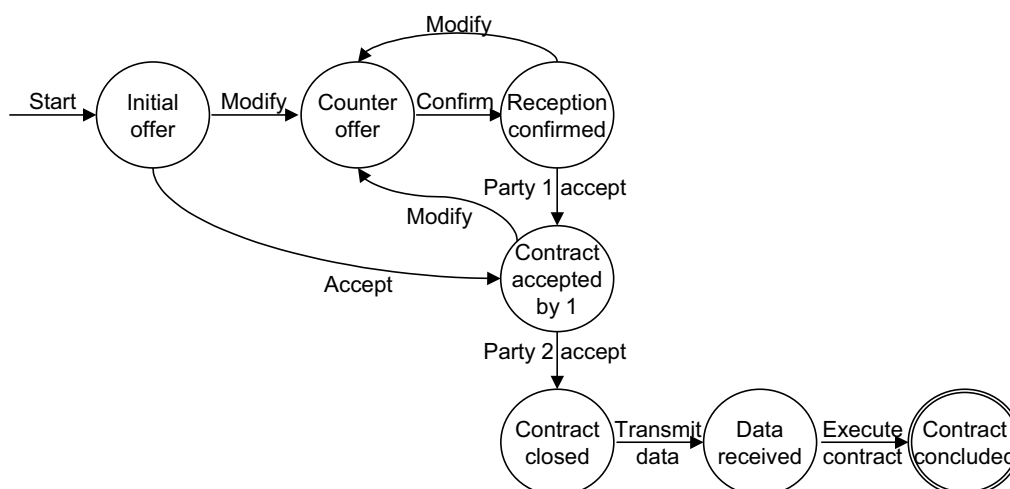 Modify
Start
Initial
offer
Modify
Counter
offer
Confirm
Reception
confirmed
Party 1 accept
Modify
Contract
accepted
by 1
Accept
Party 2 accept
Contract
closed
Transmit
data
Data
received
Execute
contract
Contract
concluded